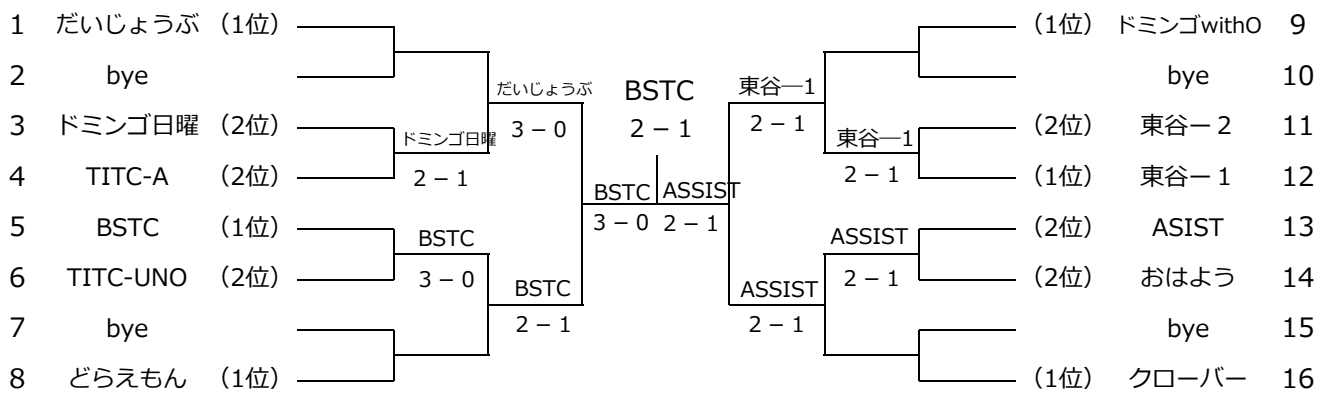 1 だいじょうぶ （1位） （1位） ドミンゴwithO 9
2 bye bye 10
だいじょうぶ BSTC 東谷―1
3 ドミンゴ日曜 （2位） 3 – 0 2 – 1 2 – 1 （2位） 東谷ー２ 11
ドミンゴ日曜 東谷―1
4 TITC-A （2位） 2 – 1 2 – 1 （1位） 東谷ー１ 12
BSTC ASSIST
5 BSTC （1位） 3 – 0 2 – 1 （2位） ASIST 13
BSTC ASSIST
6 TITC-UNO （2位） 3 – 0 2 – 1 （2位） おはよう 14
BSTC ASSIST
7 bye 2 – 1 2 – 1 bye 15
8 どらえもん （1位） （1位） クローバー 16